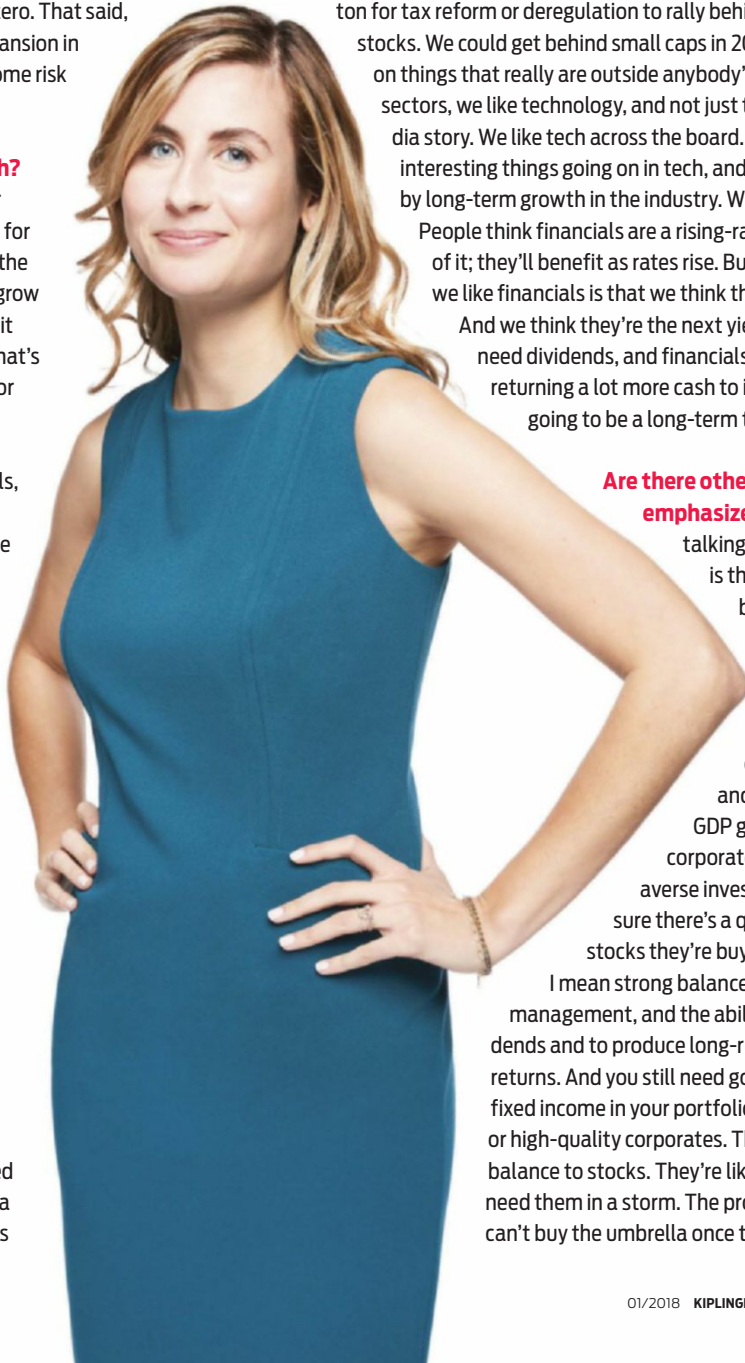 ero. That said,
ansion in
ome risk
h?
for
the
grow
it
hat's
or
ls,
e
ed
a
s
ton for tax reform or deregulation to rally behi
stocks. We could get behind small caps in 20
on things that really are outside anybody'
sectors, we like technology, and not just t
dia story. We like tech across the board.
interesting things going on in tech, and
by long-term growth in the industry. W
People think financials are a rising-ra
of it; they'll benefit as rates rise. Bu
we like financials is that we think th
And we think they're the next yie
need dividends, and financials
returning a lot more cash to i
going to be a long-term t
Are there othe
emphasize
talking
is th
b
and
GDP g
corporate
averse inves
sure there's a q
stocks they're buy
I mean strong balance
management, and the abil
dends and to produce long-r
returns. And you still need go
fixed income in your portfolio
or high-quality corporates. Th
balance to stocks. They're lik
need them in a storm. The pro
can't buy the umbrella once t
01/2018 KIPLINGE